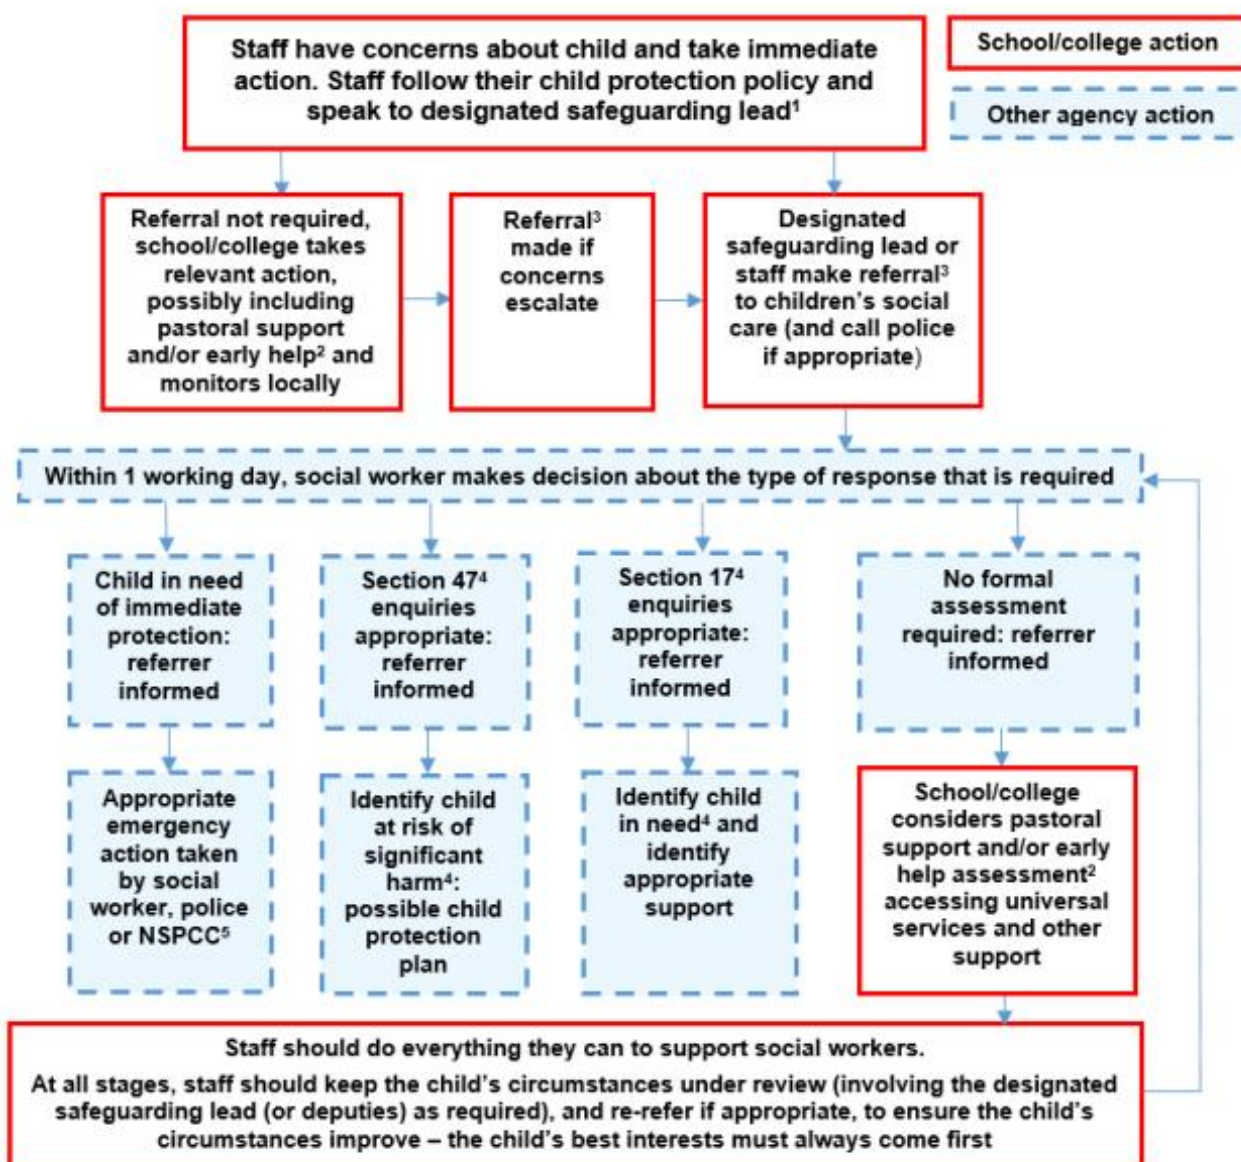 Staff have concerns about child and take immediate
action. Staff follow their child protection policy and
speak to designated safeguarding lead¹
School/college action
Other agency action
Referral not required,
school/college takes
relevant action,
possibly including
pastoral support
and/or early help² and
monitors locally
Referral³
made if
concerns
escalate
Designated
safeguarding lead or
staff make referral³
to children’s social
care (and call police
if appropriate)
Within 1 working day, social worker makes decision about the type of response that is required
Child in need
of immediate
protection:
referrer
informed
Section 47⁴
enquiries
appropriate:
referrer
informed
Section 17⁴
enquiries
appropriate:
referrer
informed
No formal
assessment
required: referrer
informed
Appropriate
emergency
action taken
by social
worker, police
or NSPCC⁵
Identify child
at risk of
significant
harm⁴:
possible child
protection
plan
Identify child
in need⁴ and
identify
appropriate
support
School/college
considers pastoral
support and/or early
help assessment²
accessing universal
services and other
support
Staff should do everything they can to support social workers.
At all stages, staff should keep the child’s circumstances under review (involving the designated
safeguarding lead (or deputies) as required), and re-refer if appropriate, to ensure the child’s
circumstances improve – the child’s best interests must always come first